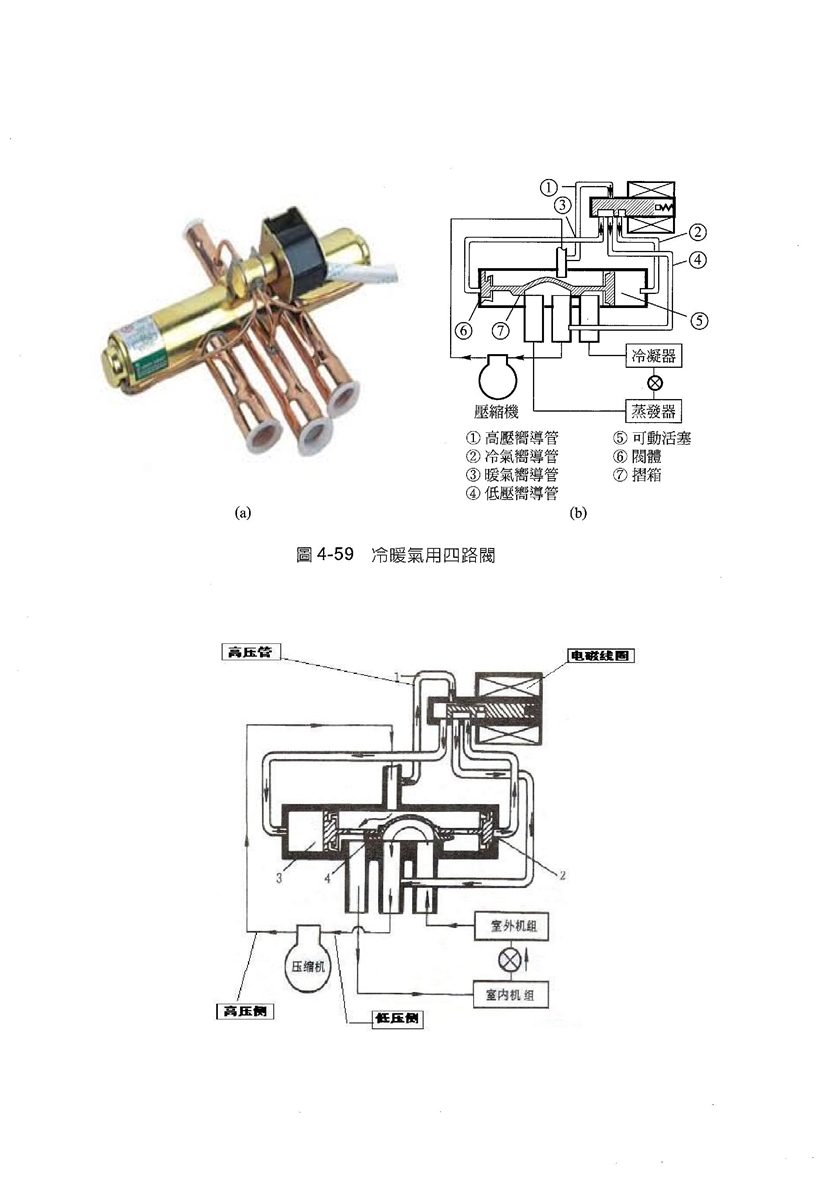 ①
③
②
④
⑥
⑦
⑤
冷凝器
壓縮機
蒸發器
① 高壓嚮導管
② 冷氣嚮導管
③ 暖氣嚮導管
④ 低壓嚮導管
⑤ 可動活塞
⑥ 閥體
⑦ 摺箱
(a)
(b)
圖 4-59 冷暖氣用四路閥
高压管
电磁线圈
1
3
4
2
室外机组
压缩机
室内机组
高压侧
低压侧